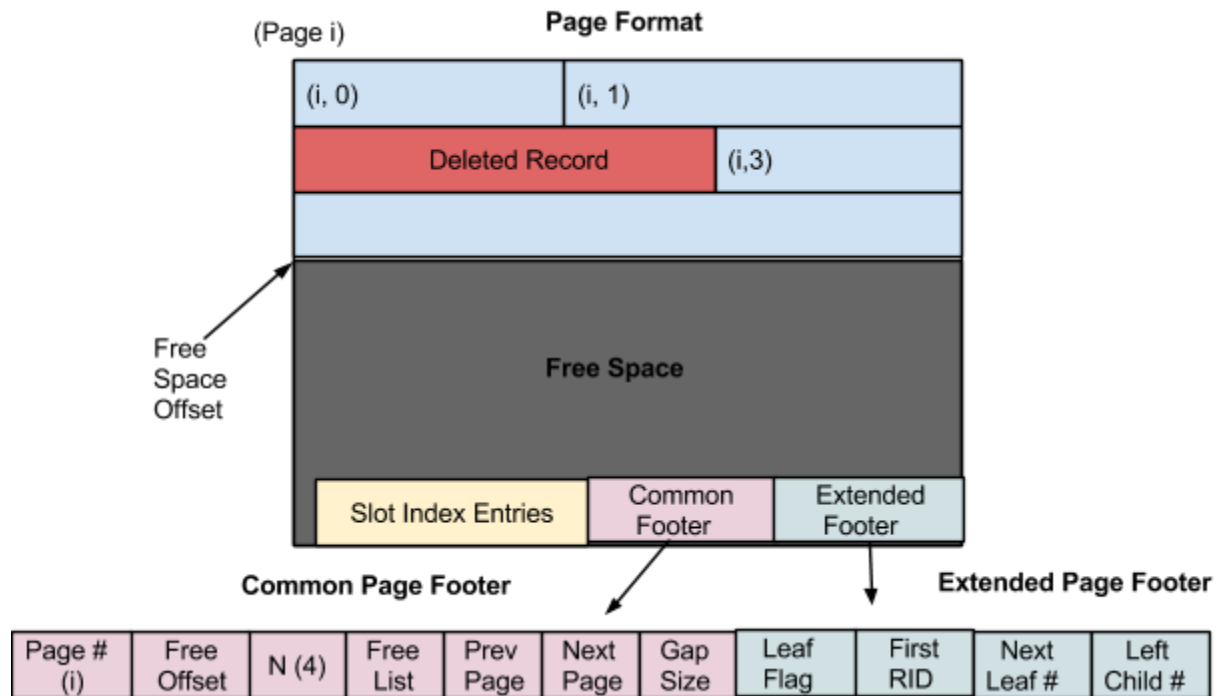 Page Format
(Page i)
(i, 0)
(i, 1)
Deleted Record
(i,3)
Free
Space
Offset
Free Space
Slot Index Entries
Common
Footer
Extended
Footer
Common Page Footer
Extended Page Footer
Page #
(i)
Free
Offset
N (4)
Free
List
Prev
Page
Next
Page
Gap
Size
Leaf
Flag
First
RID
Next
Leaf #
Left
Child #